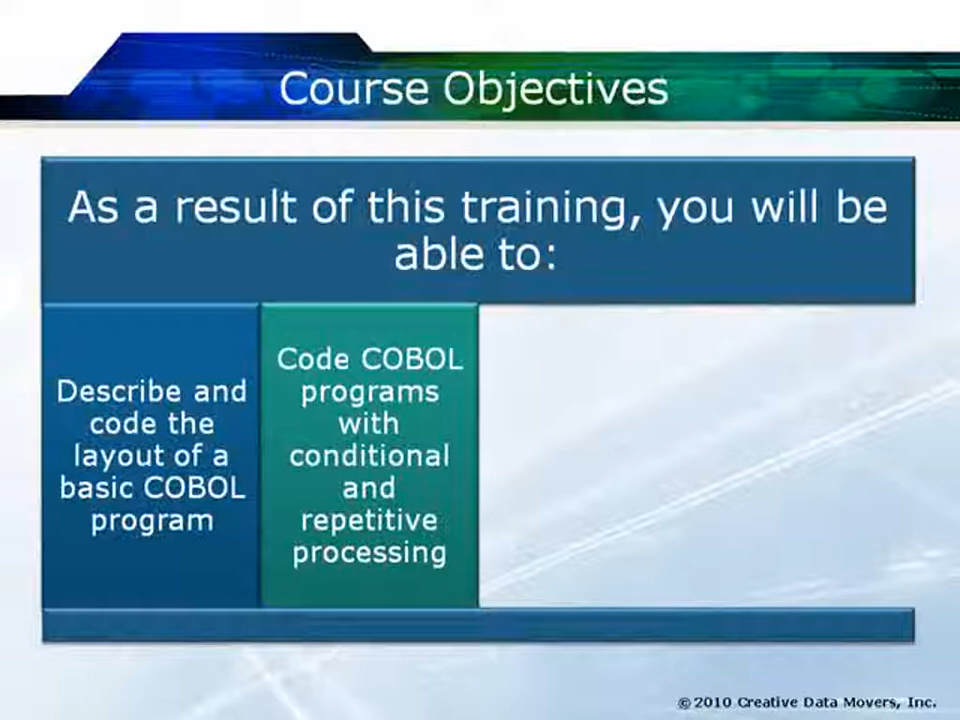 Course Objectives
As a result of this training, you will be
able to:
Describe and
code the
layout of a
basic COBOL
program
Code COBOL
programs
with
conditional
and
repetitive
processing
© 2010 Creative Data Movers, Inc.